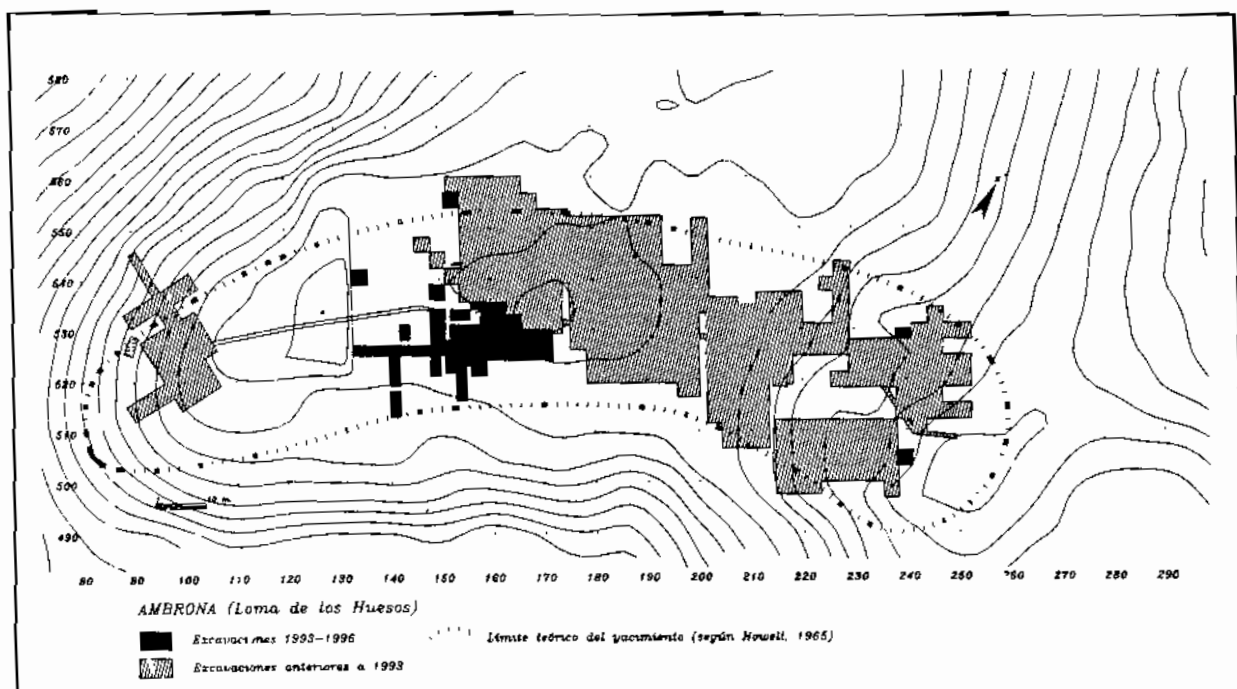 580
570
560
550
540
530
520
510
500
490
80 90 100 110 120 130 140 150 160 170 180 190 200 210 220 230 240 250 260 270 280 290
10 m.
AMBRONA (Loma de los Huesos)
Excavaciones 1993-1996
Límite teórico del yacimiento (según Howell, 1965)
Excavaciones anteriores a 1993